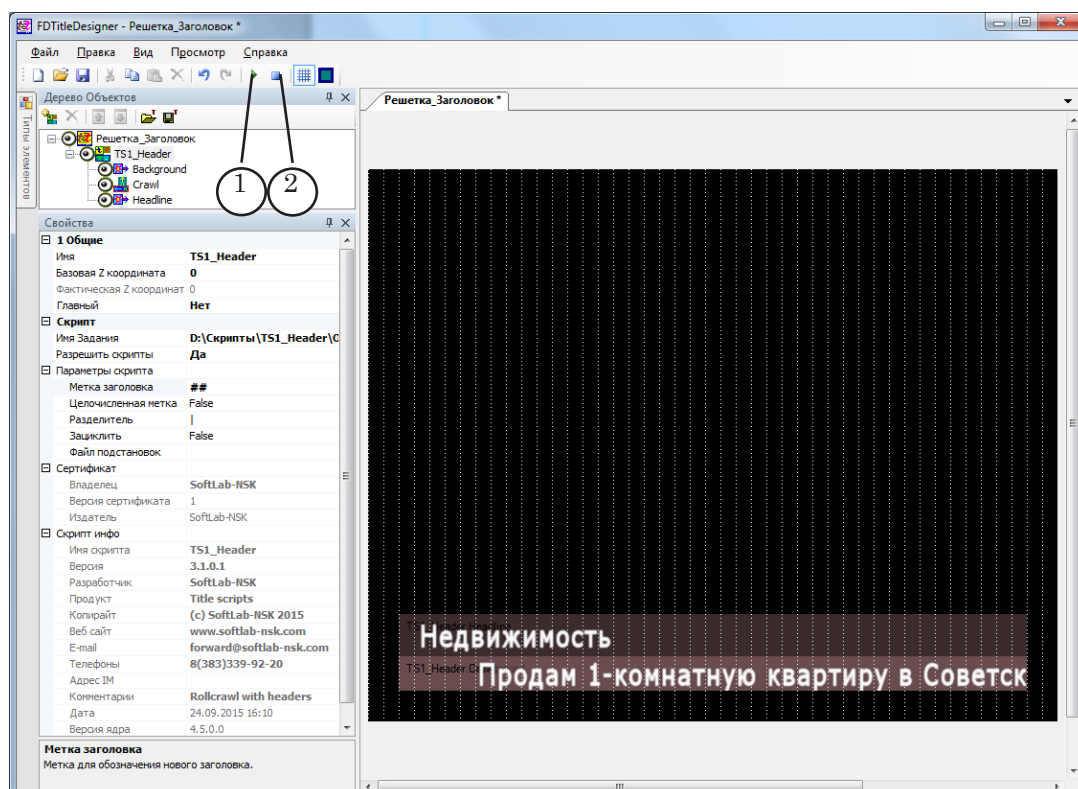 FDTitleDesigner - Решетка_Заголовок *
Файл Правка Вид Просмотр Справка
Дерево Объектов
Решетка_Заголовок *
Типы элементов
Решетка_Заголовок
TS1_Header
Background
Crawl
Headline
1 2
Свойства
1 Общие
Имя TS1_Header
Базовая Z координата 0
Фактическая Z координат 0
Главный Нет
Скрипт
Имя Задания D:\Скрипты\TS1_Header\O
Разрешить скрипты Да
Параметры скрипта
Метка заголовка ##
Целочисленная метка False
Разделитель |
Зациклить False
Файл подстановок
Сертификат
Владелец SoftLab-NSK
Версия сертификата 1
Издатель SoftLab-NSK
Скрипт инфо
Имя скрипта TS1_Header
Версия 3.1.0.1
Разработчик SoftLab-NSK
Продукт Title scripts
Копирайт (c) SoftLab-NSK 2015
Веб сайт www.softlab-nsk.com
E-mail forward@softlab-nsk.com
Телефоны 8(383)339-92-20
Адрес IM
Комментарии Rollcrawl with headers
Дата 24.09.2015 16:10
Версия ядра 4.5.0.0
Метка заголовка
Метка для обозначения нового заголовка.
TS1_Header.Headline
Недвижимость
TS1_Header.C
Продам 1-комнатную квартиру в Советск